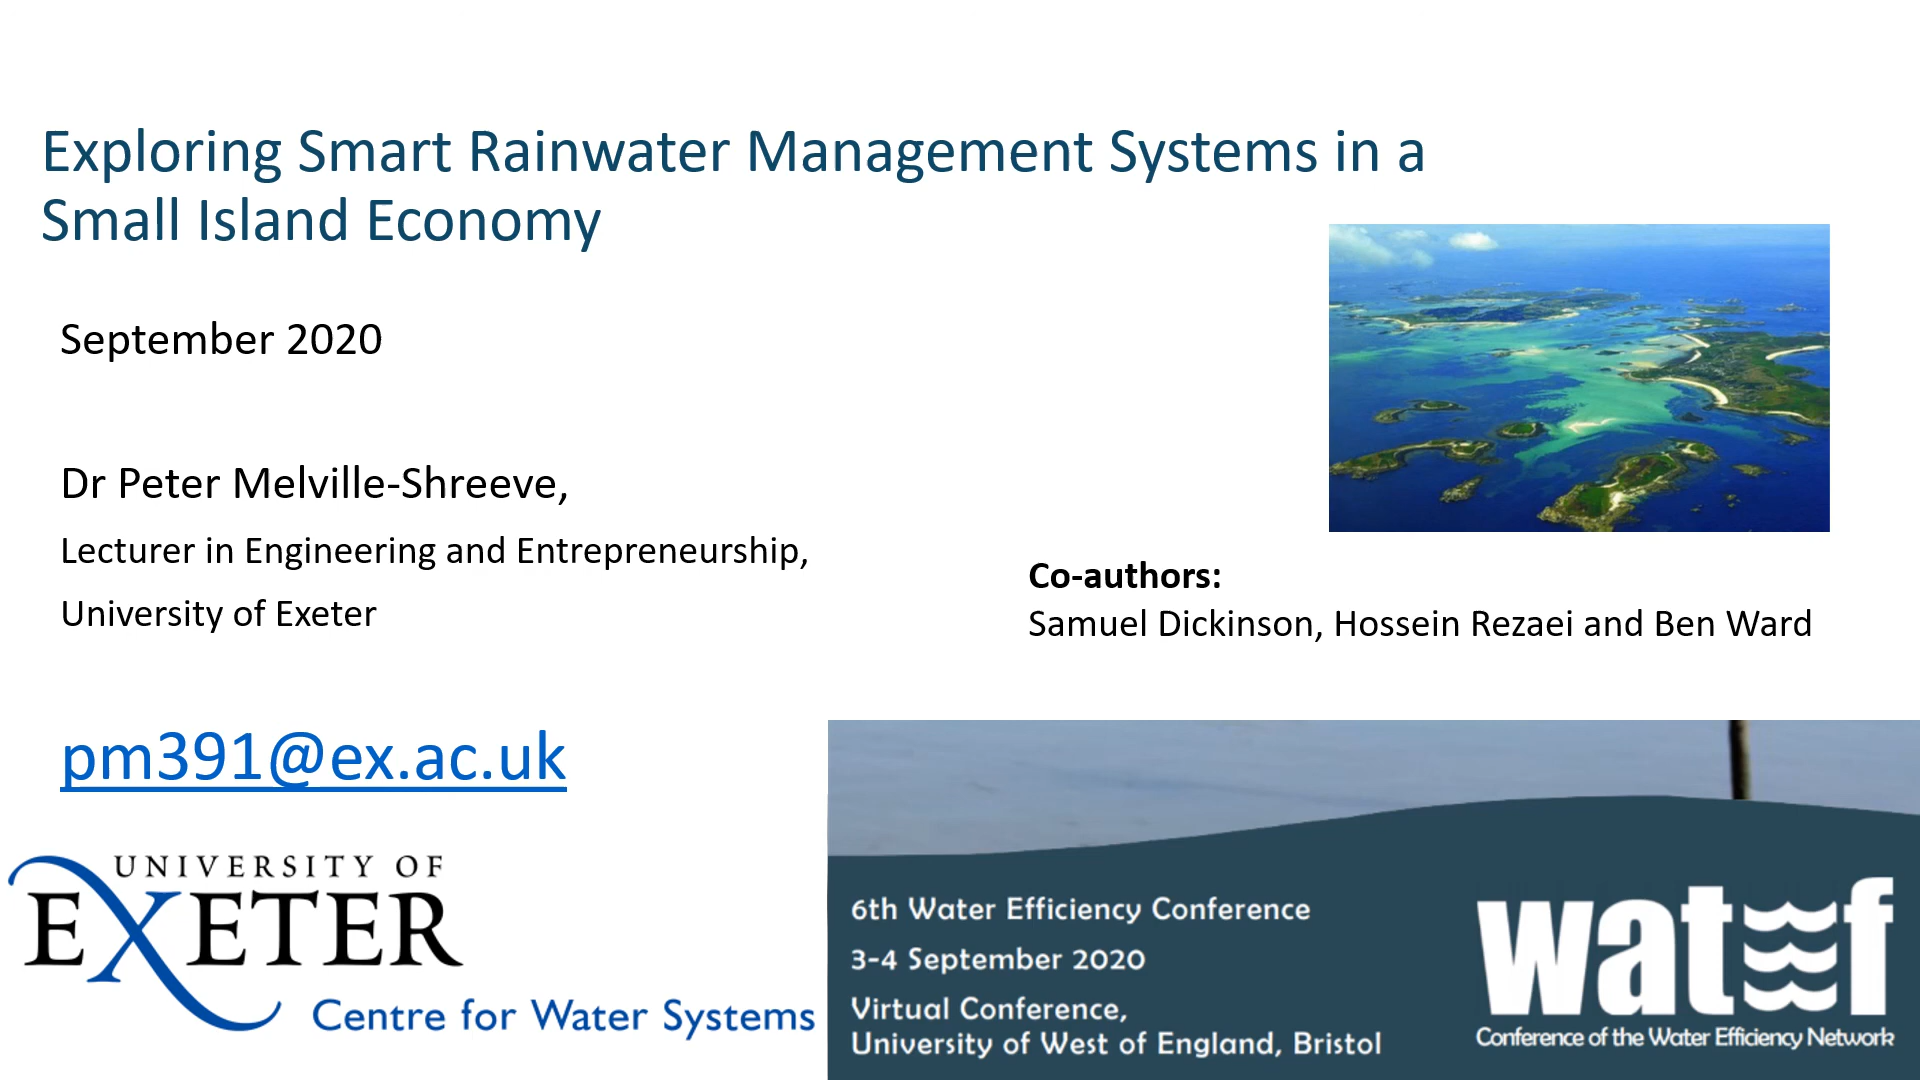 Exploring Smart Rainwater Management Systems in a
Small Island Economy
September 2020
Dr Peter Melville-Shreeve,
Lecturer in Engineering and Entrepreneurship,
University of Exeter
Co-authors:
Samuel Dickinson, Hossein Rezaei and Ben Ward
pm391@ex.ac.uk
UNIVERSITY OF
EXETER
Centre for Water Systems
6th Water Efficiency Conference
3-4 September 2020
Virtual Conference,
University of West of England, Bristol
watef
Conference of the Water Efficiency Network